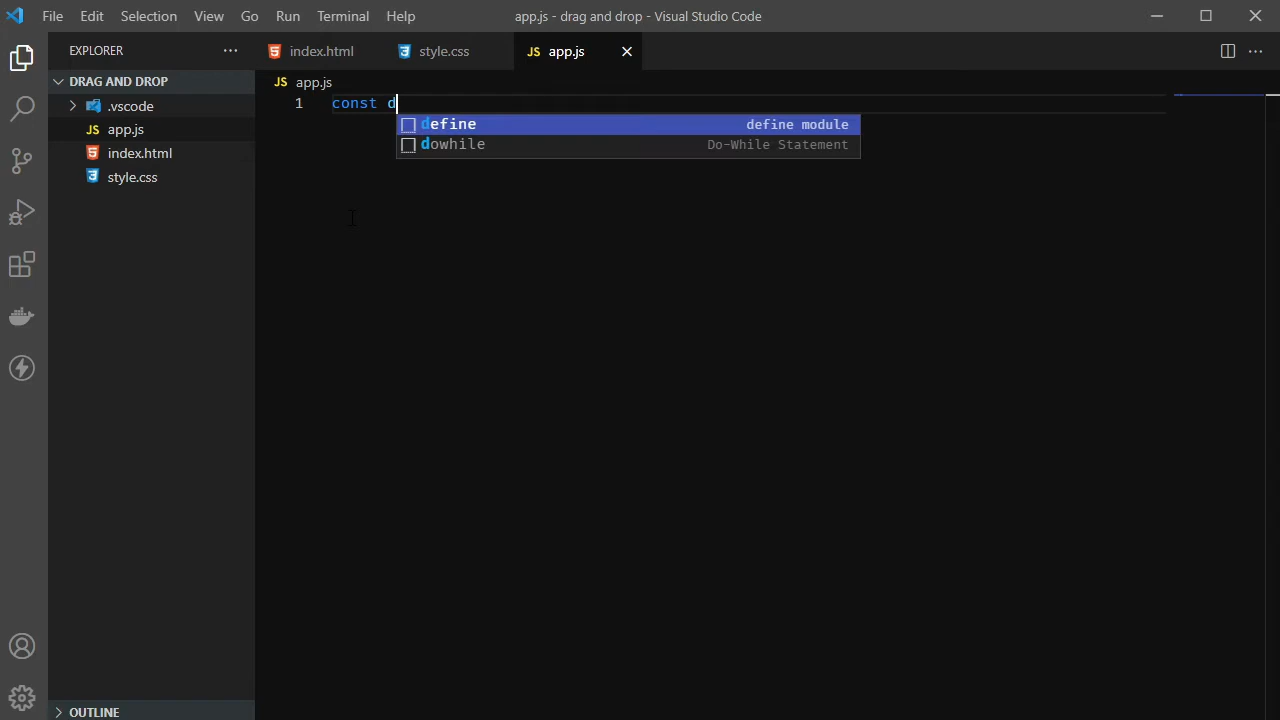 File Edit Selection View Go Run Terminal Help app.js - drag and drop - Visual Studio Code
EXPLORER
index.html style.css JS app.js
DRAG AND DROP
JS app.js
.vscode
1 const d
define define module
dowhile Do-While Statement
JS app.js
index.html
style.css
OUTLINE